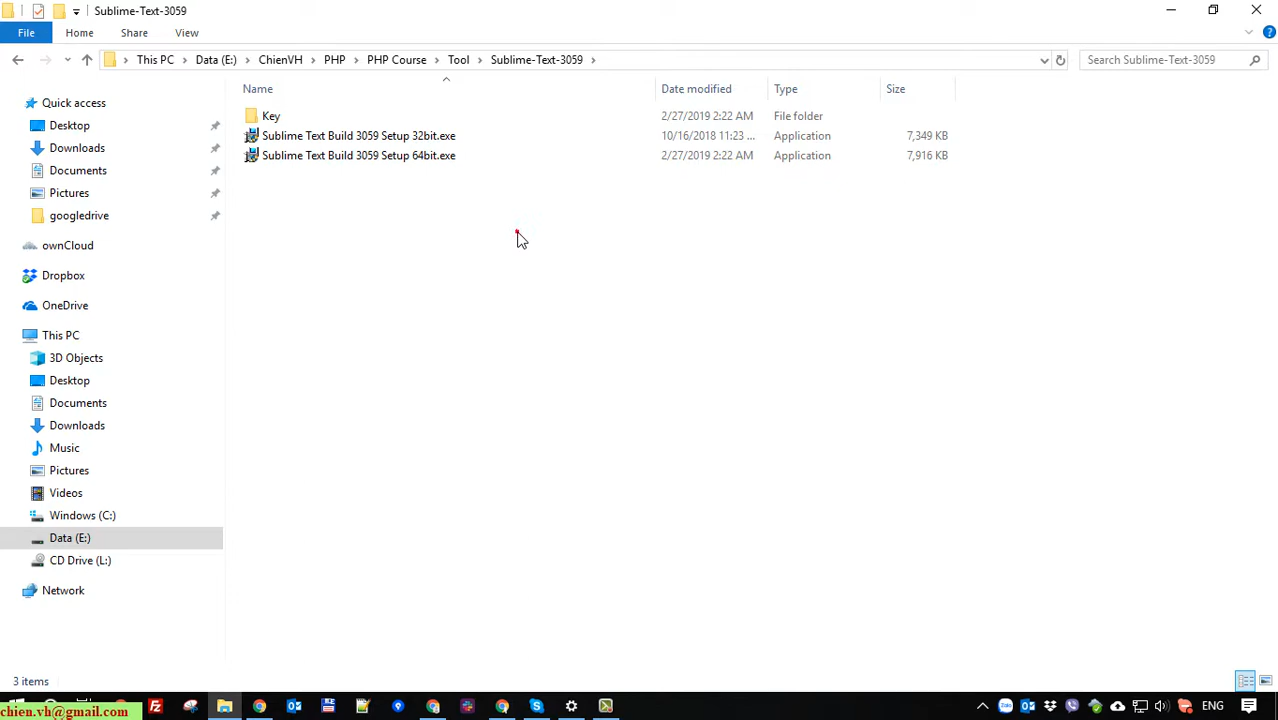 Sublime-Text-3059
File Home Share View
This PC Data (E:) ChienVH PHP PHP Course Tool Sublime-Text-3059 Search Sublime-Text-3059
Name Date modified Type Size
Key 2/27/2019 2:22 AM File folder
Sublime Text Build 3059 Setup 32bit.exe 10/16/2018 11:23 ... Application 7,349 KB
Sublime Text Build 3059 Setup 64bit.exe 2/27/2019 2:22 AM Application 7,916 KB
Quick access
Desktop
Downloads
Documents
Pictures
googledrive
ownCloud
Dropbox
OneDrive
This PC
3D Objects
Desktop
Documents
Downloads
Music
Pictures
Videos
Windows (C:)
Data (E:)
CD Drive (L:)
Network
3 items
chien.vh@gmail.com
Zalo
ENG